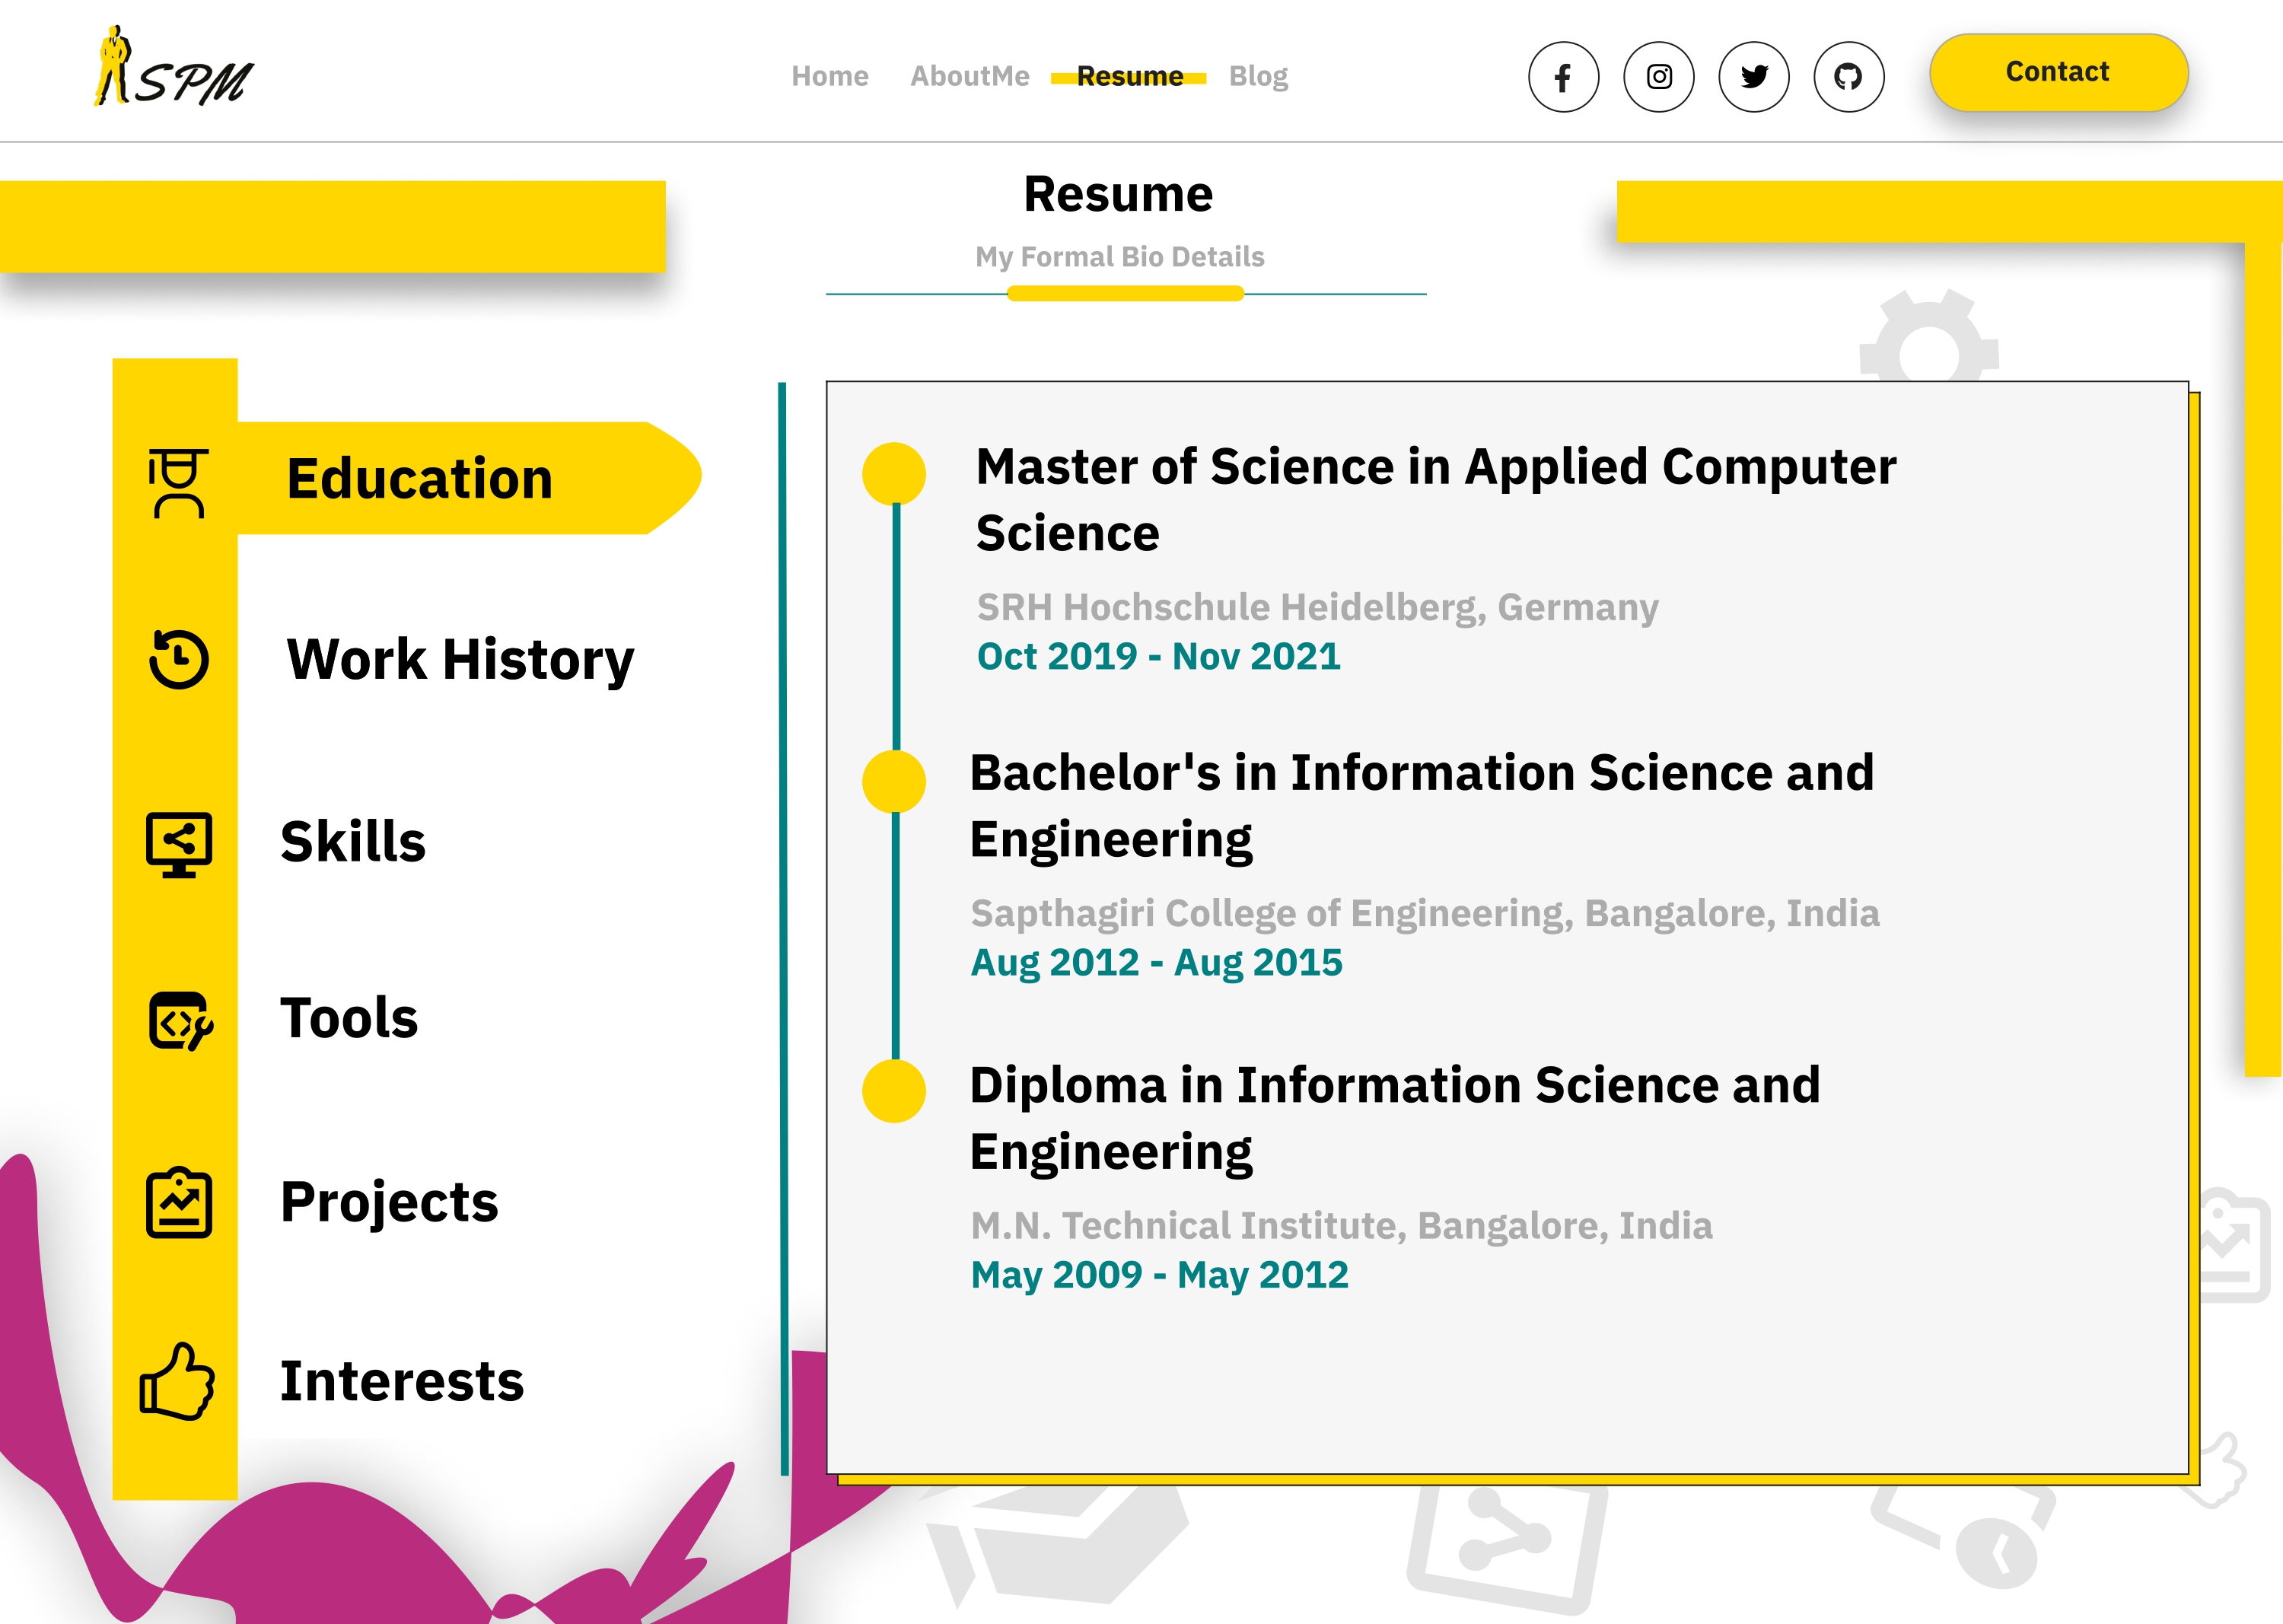 SPM
Home AboutMe Resume Blog
Contact
Resume
My Formal Bio Details
Education
Work History
Skills
Tools
Projects
Interests
Master of Science in Applied Computer
Science
SRH Hochschule Heidelberg, Germany
Oct 2019 - Nov 2021
Bachelor's in Information Science and
Engineering
Sapthagiri College of Engineering, Bangalore, India
Aug 2012 - Aug 2015
Diploma in Information Science and
Engineering
M.N. Technical Institute, Bangalore, India
May 2009 - May 2012